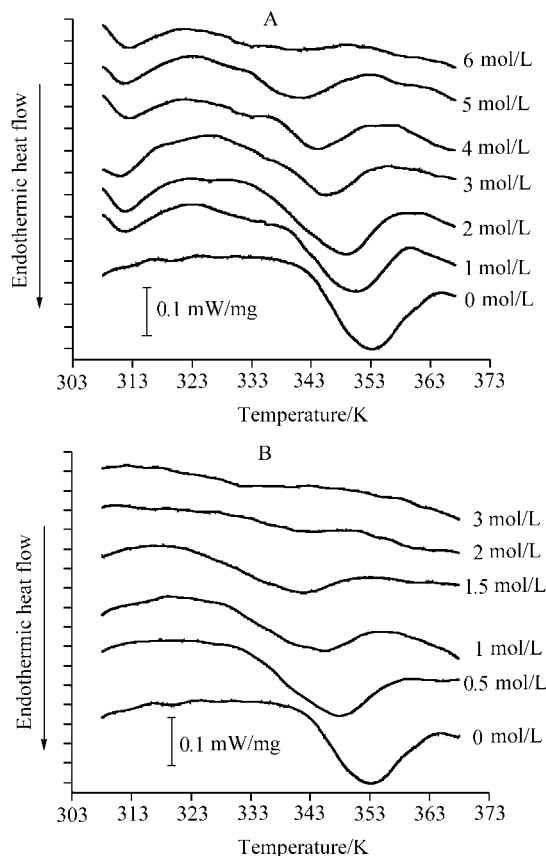 A
6 mol/L
5 mol/L
4 mol/L
3 mol/L
2 mol/L
1 mol/L
0 mol/L
Endothermic heat flow
0.1 mW/mg
303 313 323 333 343 353 363 373
Temperature/K
B
3 mol/L
2 mol/L
1.5 mol/L
1 mol/L
0.5 mol/L
0 mol/L
Endothermic heat flow
0.1 mW/mg
303 313 323 333 343 353 363 373
Temperature/K